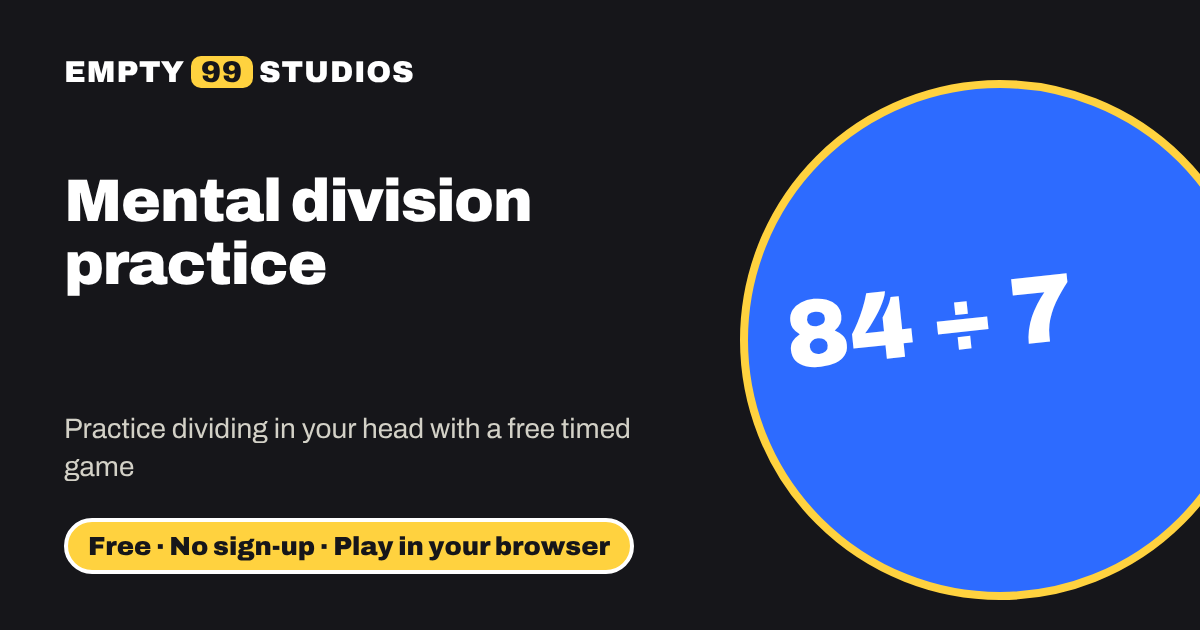 EMPTY 99 STUDIOS
Mental division
practice
84 ÷ 7
Practice dividing in your head with a free timed
game
Free · No sign-up · Play in your browser